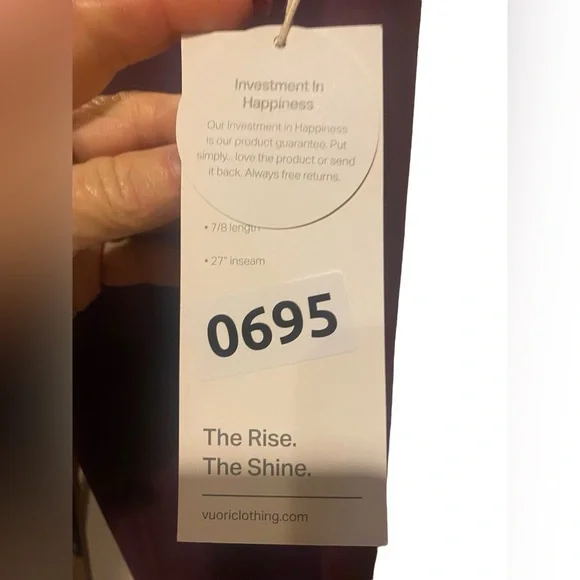 Investment In
Happiness
Our Investment in Happiness
is our product guarantee. Put
simply.. love the product or send
it back. Always free returns.
• 7/8 length
• 27" inseam
0695
The Rise.
The Shine.
vuoriclothing.com